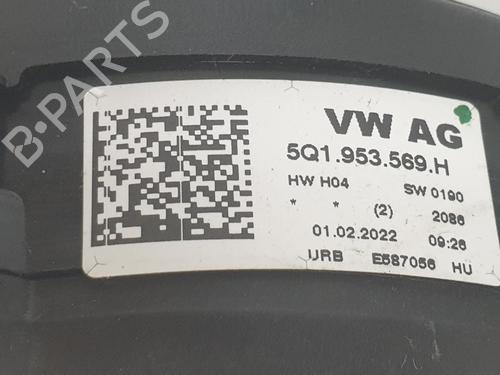 B-PARTS
VW AG
5Q1.953.569.H
HW H04 SW 0190
* * (2) 2086
01.02.2022 09:26
IJRB E587056 HU